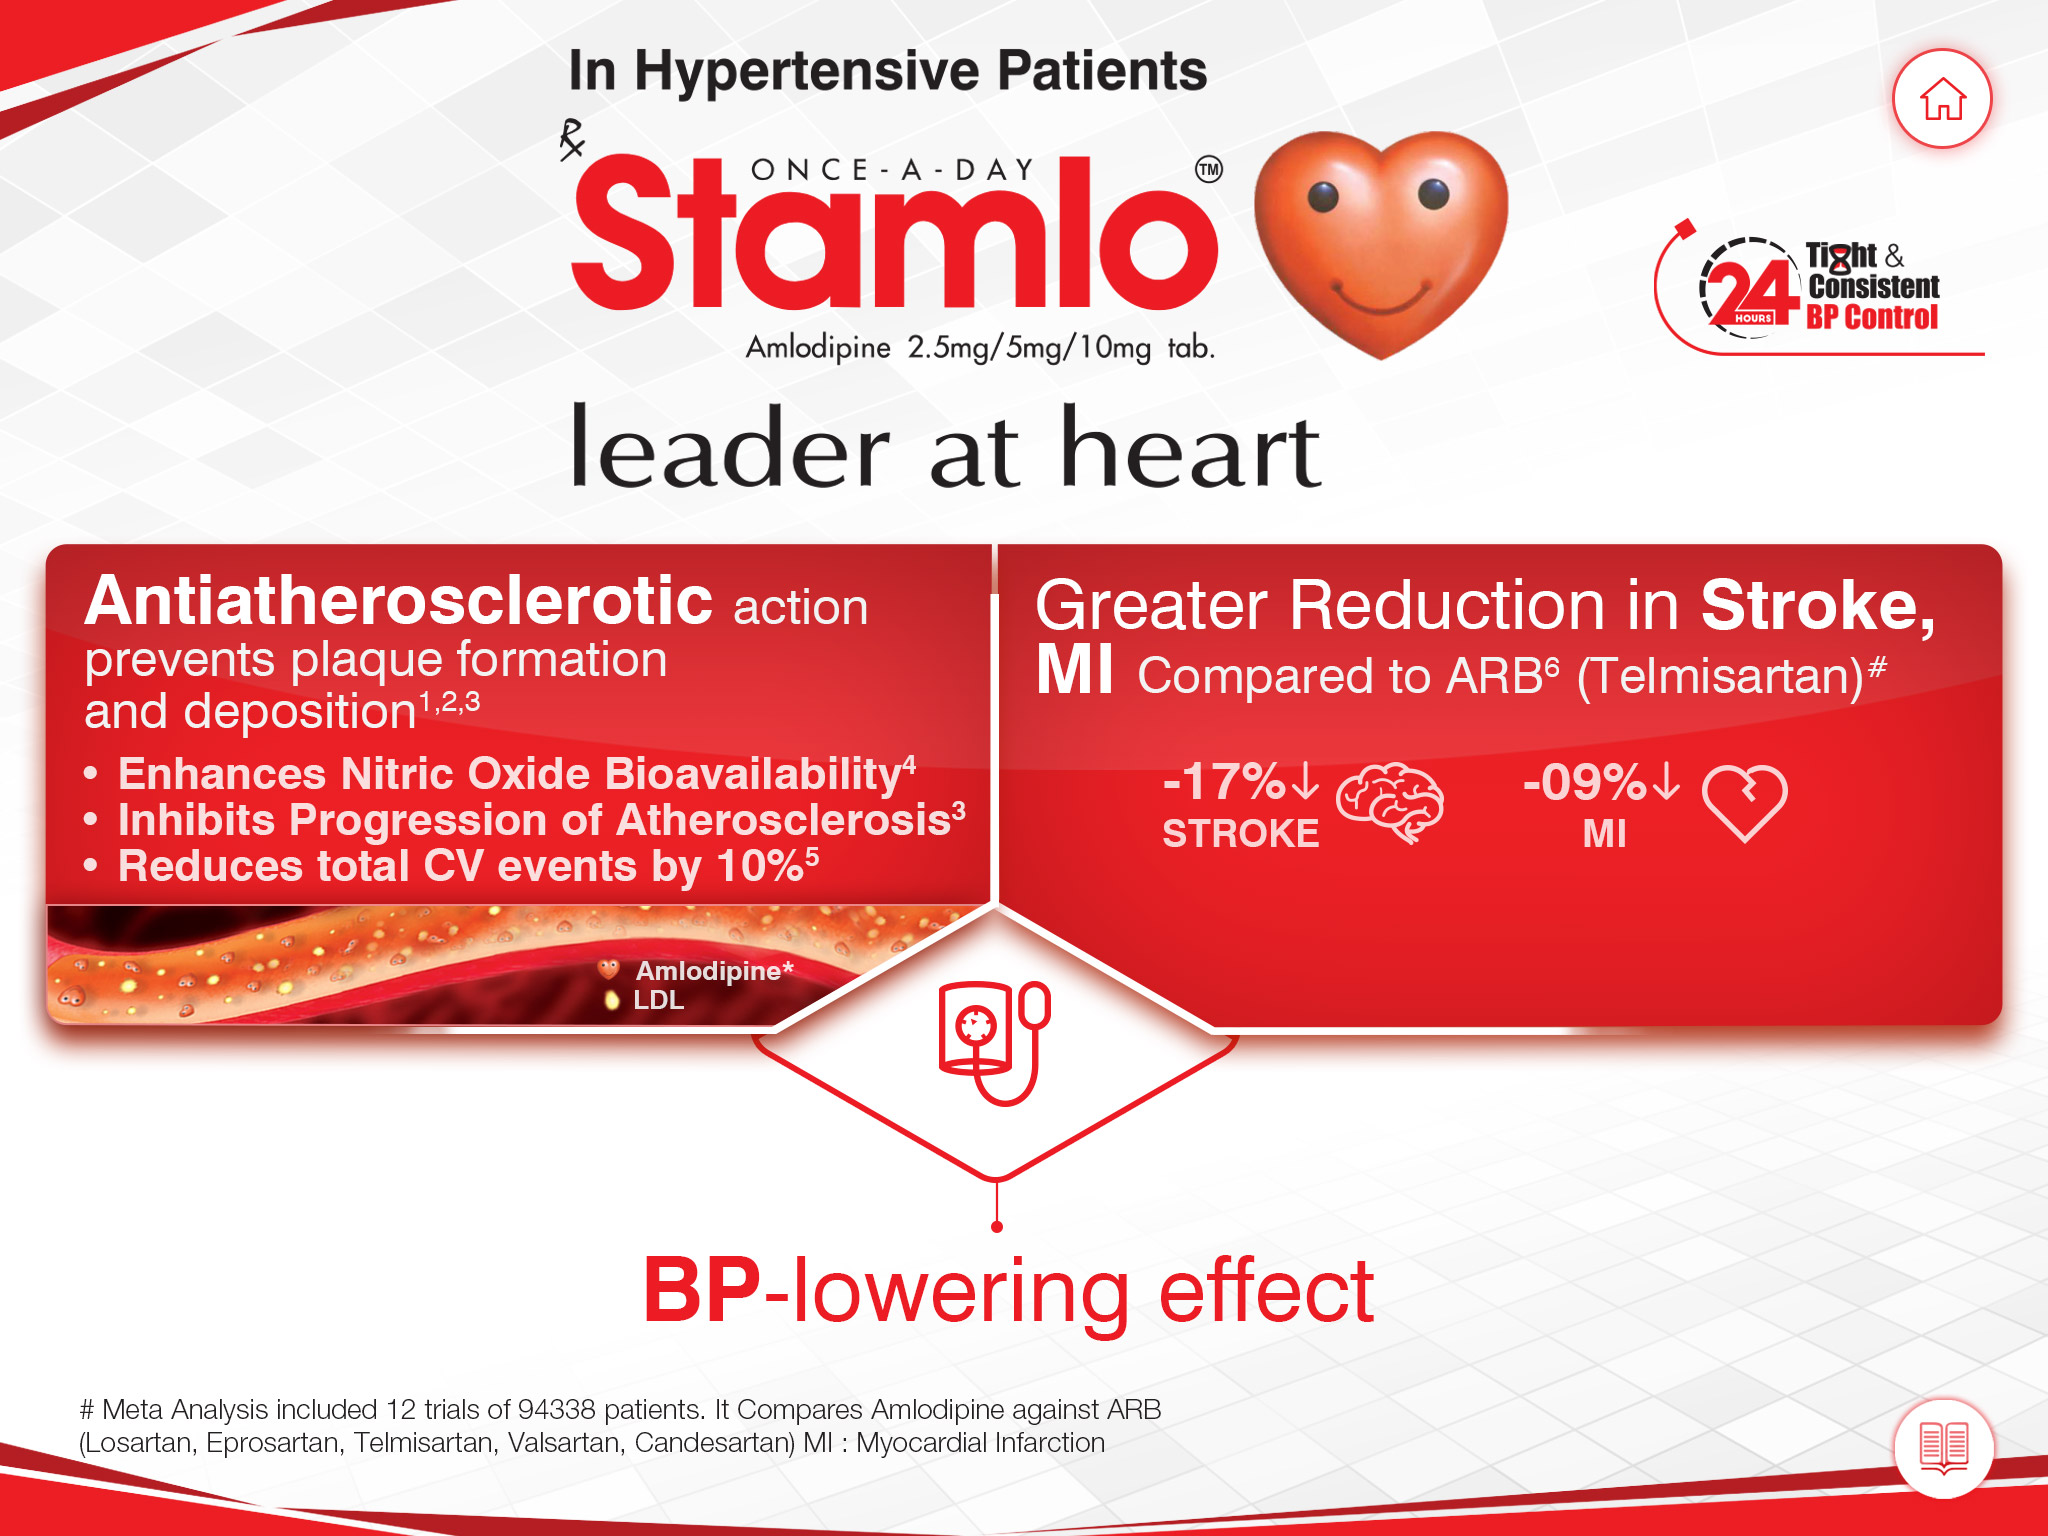 In Hypertensive Patients
℞
ONCE-A-DAY
Stamlo™
Amlodipine 2.5mg/5mg/10mg tab.
leader at heart
24 HOURS
Tight &
Consistent
BP Control
Antiatherosclerotic action
prevents plaque formation
and deposition1,2,3
• Enhances Nitric Oxide Bioavailability4
• Inhibits Progression of Atherosclerosis3
• Reduces total CV events by 10%5
Amlodipine*
LDL
Greater Reduction in Stroke,
MI Compared to ARB6 (Telmisartan)#
-17%↓
STROKE
-09%↓
MI
BP-lowering effect
# Meta Analysis included 12 trials of 94338 patients. It Compares Amlodipine against ARB
(Losartan, Eprosartan, Telmisartan, Valsartan, Candesartan) MI : Myocardial Infarction